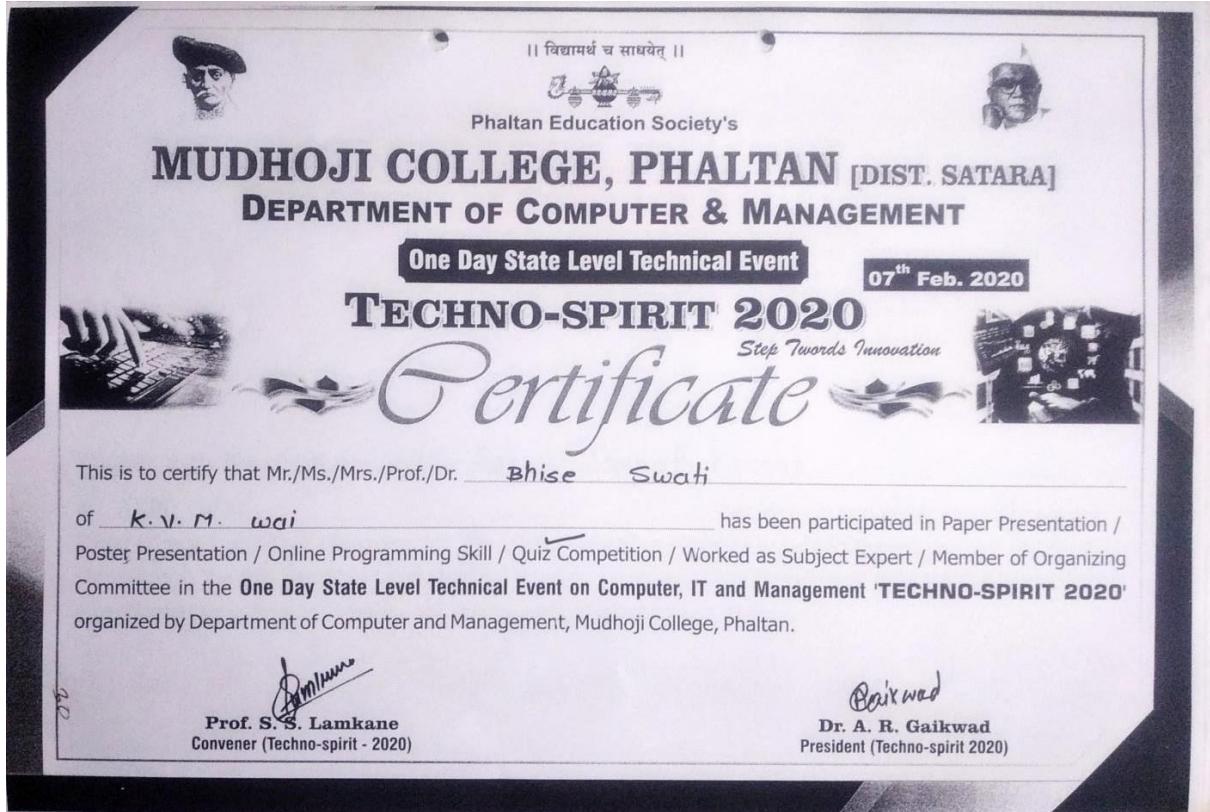 || विद्यामर्थं च साधयेत् ||
Phaltan Education Society's
MUDHOJI COLLEGE, PHALTAN [DIST. SATARA]
DEPARTMENT OF COMPUTER & MANAGEMENT
One Day State Level Technical Event
07th Feb. 2020
TECHNO-SPIRIT 2020
Step Twords Innovation
Certificate
This is to certify that Mr./Ms./Mrs./Prof./Dr. Bhise Swati
of K.V.M. wai has been participated in Paper Presentation /
Poster Presentation / Online Programming Skill / Quiz Competition / Worked as Subject Expert / Member of Organizing
Committee in the One Day State Level Technical Event on Computer, IT and Management 'TECHNO-SPIRIT 2020'
organized by Department of Computer and Management, Mudhoji College, Phaltan.
Gaikwad
Prof. S. S. Lamkane
Convener (Techno-spirit - 2020)
Dr. A. R. Gaikwad
President (Techno-spirit 2020)